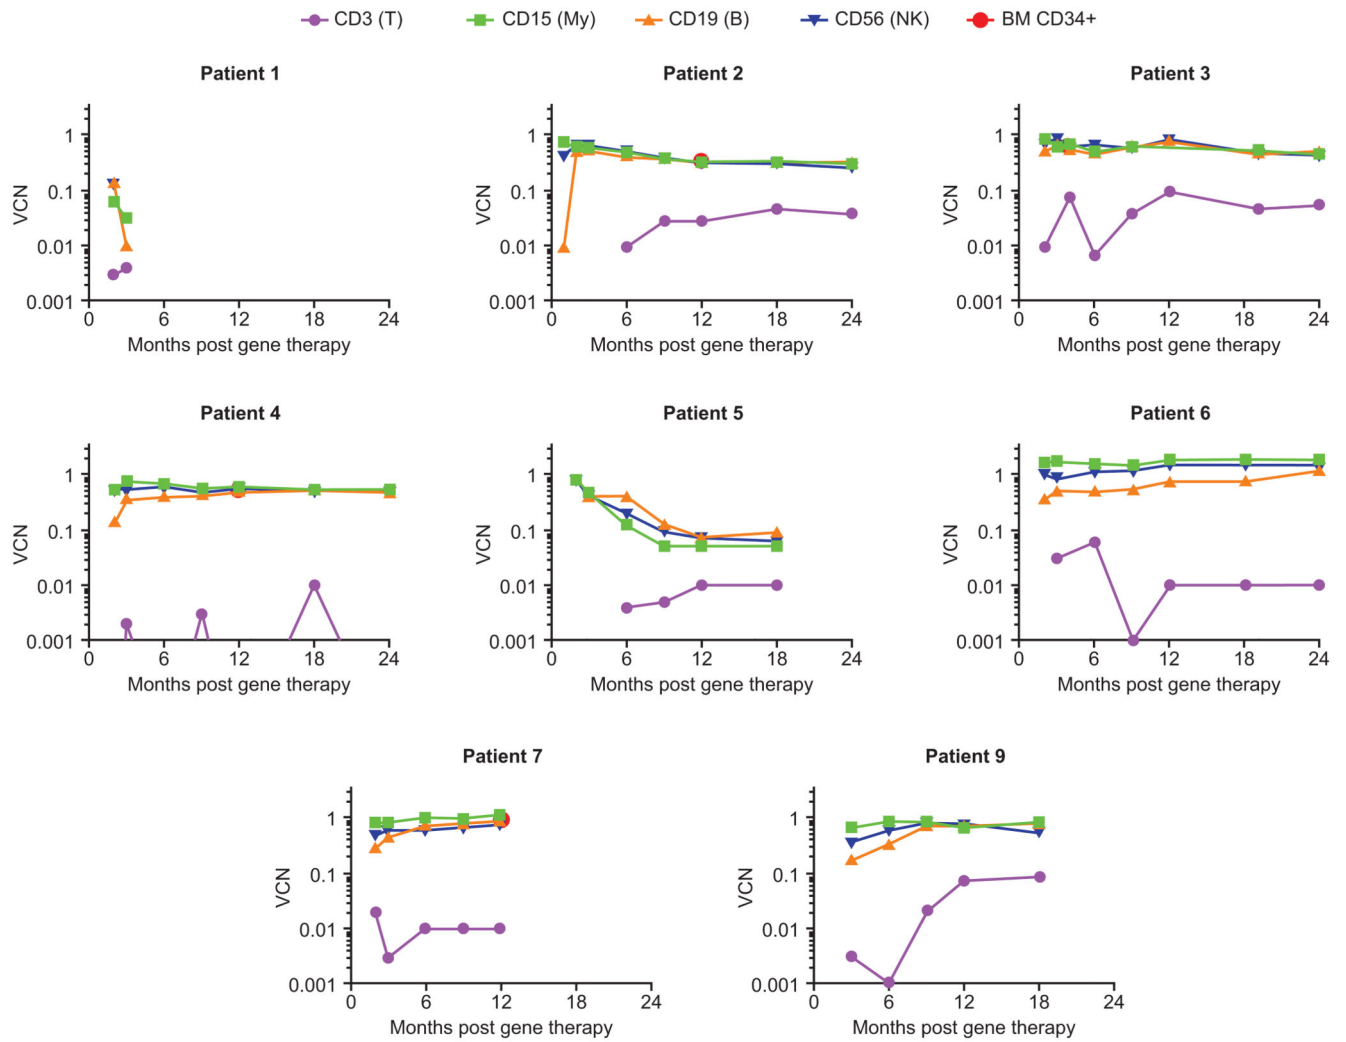 CD3 (T) CD15 (My) CD19 (B) CD56 (NK) BM CD34+
Patient 1 Patient 2 Patient 3
VCN 1 0.1 0.01 0.001 VCN 1 0.1 0.01 0.001 VCN 1 0.1 0.01 0.001
0 6 12 18 24 0 6 12 18 24 0 6 12 18 24
Months post gene therapy Months post gene therapy Months post gene therapy
Patient 4 Patient 5 Patient 6
VCN 1 0.1 0.01 0.001 VCN 1 0.1 0.01 0.001 VCN 1 0.1 0.01 0.001
0 6 12 18 24 0 6 12 18 24 0 6 12 18 24
Months post gene therapy Months post gene therapy Months post gene therapy
Patient 7 Patient 9
VCN 1 0.1 0.01 0.001 VCN 1 0.1 0.01 0.001
0 6 12 18 24 0 6 12 18 24
Months post gene therapy Months post gene therapy